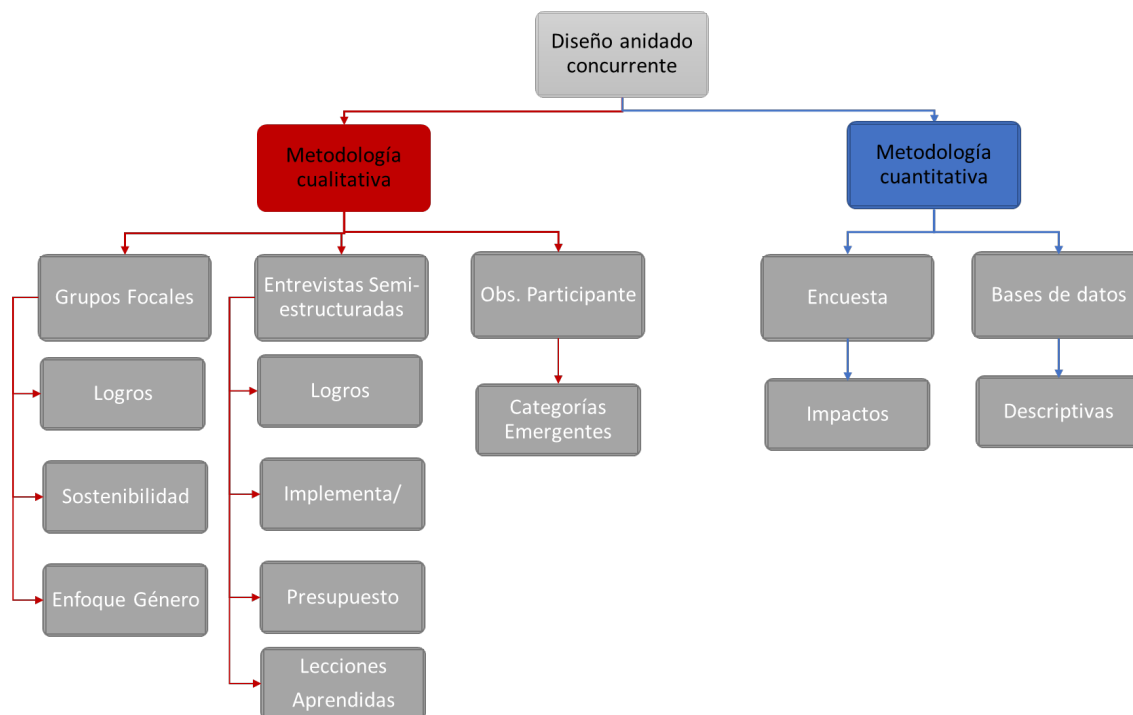 Diseño anidado
concurrente
Metodología
cualitativa
Metodología
cuantitativa
Grupos Focales
Entrevistas Semi-
estructuradas
Obs. Participante
Encuesta
Bases de datos
Logros
Logros
Categorías
Emergentes
Impactos
Descriptivas
Sostenibilidad
Implementa/
Enfoque Género
Presupuesto
Lecciones
Aprendidas